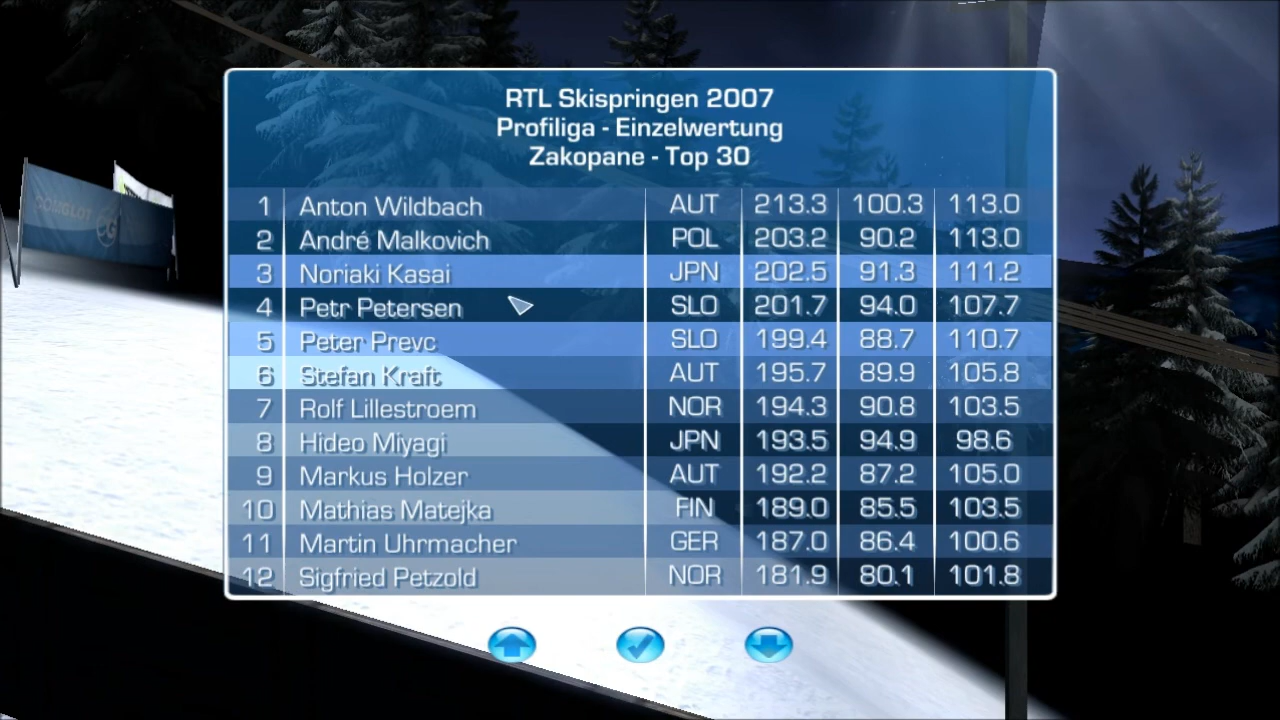 RTL Skispringen 2007
Profiliga - Einzelwertung
Zakopane - Top 30
1 Anton Wildbach AUT 213.3 100.3 113.0
2 André Malkovich POL 203.2 90.2 113.0
3 Noriaki Kasai JPN 202.5 91.3 111.2
4 Petr Petersen SLO 201.7 94.0 107.7
5 Peter Prevc SLO 199.4 88.7 110.7
6 Stefan Kraft AUT 195.7 89.9 105.8
7 Rolf Lillestroem NOR 194.3 90.8 103.5
8 Hideo Miyagi JPN 193.5 94.9 98.6
9 Markus Holzer AUT 192.2 87.2 105.0
10 Mathias Matejka FIN 189.0 85.5 103.5
11 Martin Uhrmacher GER 187.0 86.4 100.6
12 Sigfried Petzold NOR 181.9 80.1 101.8